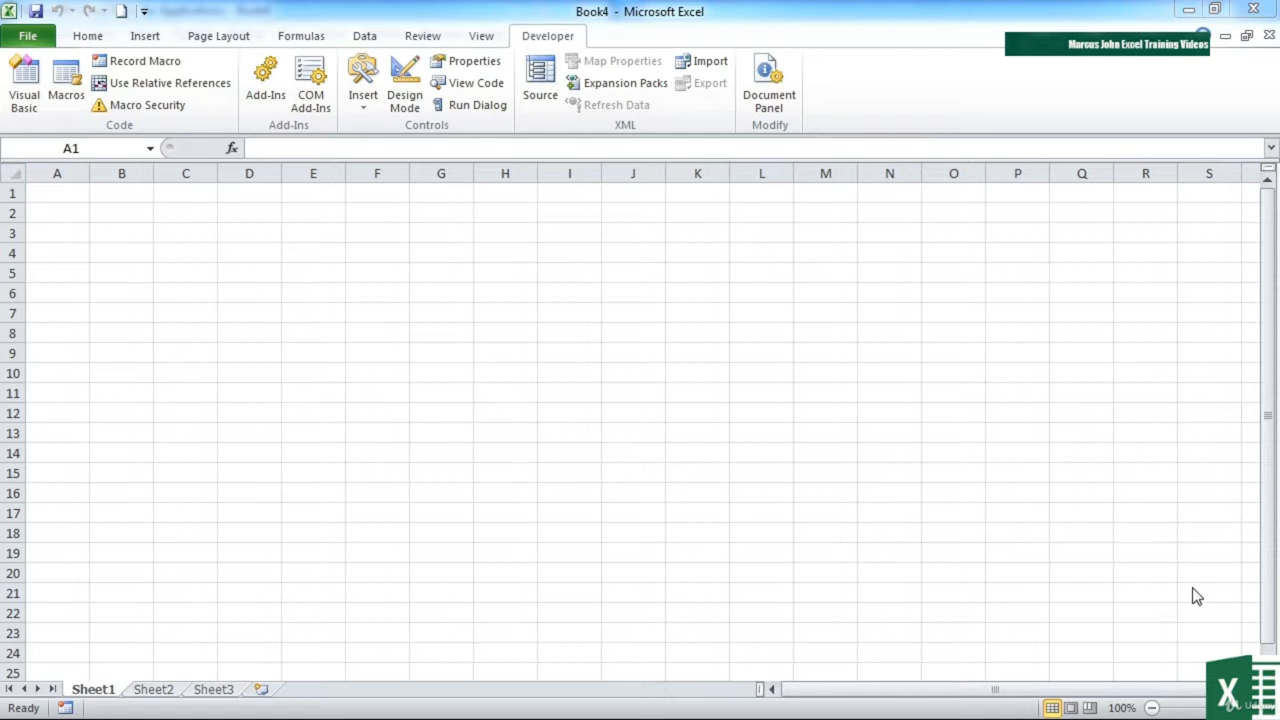 Book4 - Microsoft Excel
File Home Insert Page Layout Formulas Data Review View Developer
Marcus John Excel Training Videos
Visual Basic
Macros
Record Macro
Use Relative References
Macro Security
Code
Add-Ins
COM Add-Ins
Add-Ins
Insert
Design Mode
Properties
View Code
Run Dialog
Controls
Source
Map Properties
Expansion Packs
Refresh Data
Import
Export
XML
Document Panel
Modify
A1 fx
A B C D E F G H I J K L M N O P Q R S
1
2
3
4
5
6
7
8
9
10
11
12
13
14
15
16
17
18
19
20
21
22
23
24
25
Sheet1 Sheet2 Sheet3
Ready 100%
X
Udemy